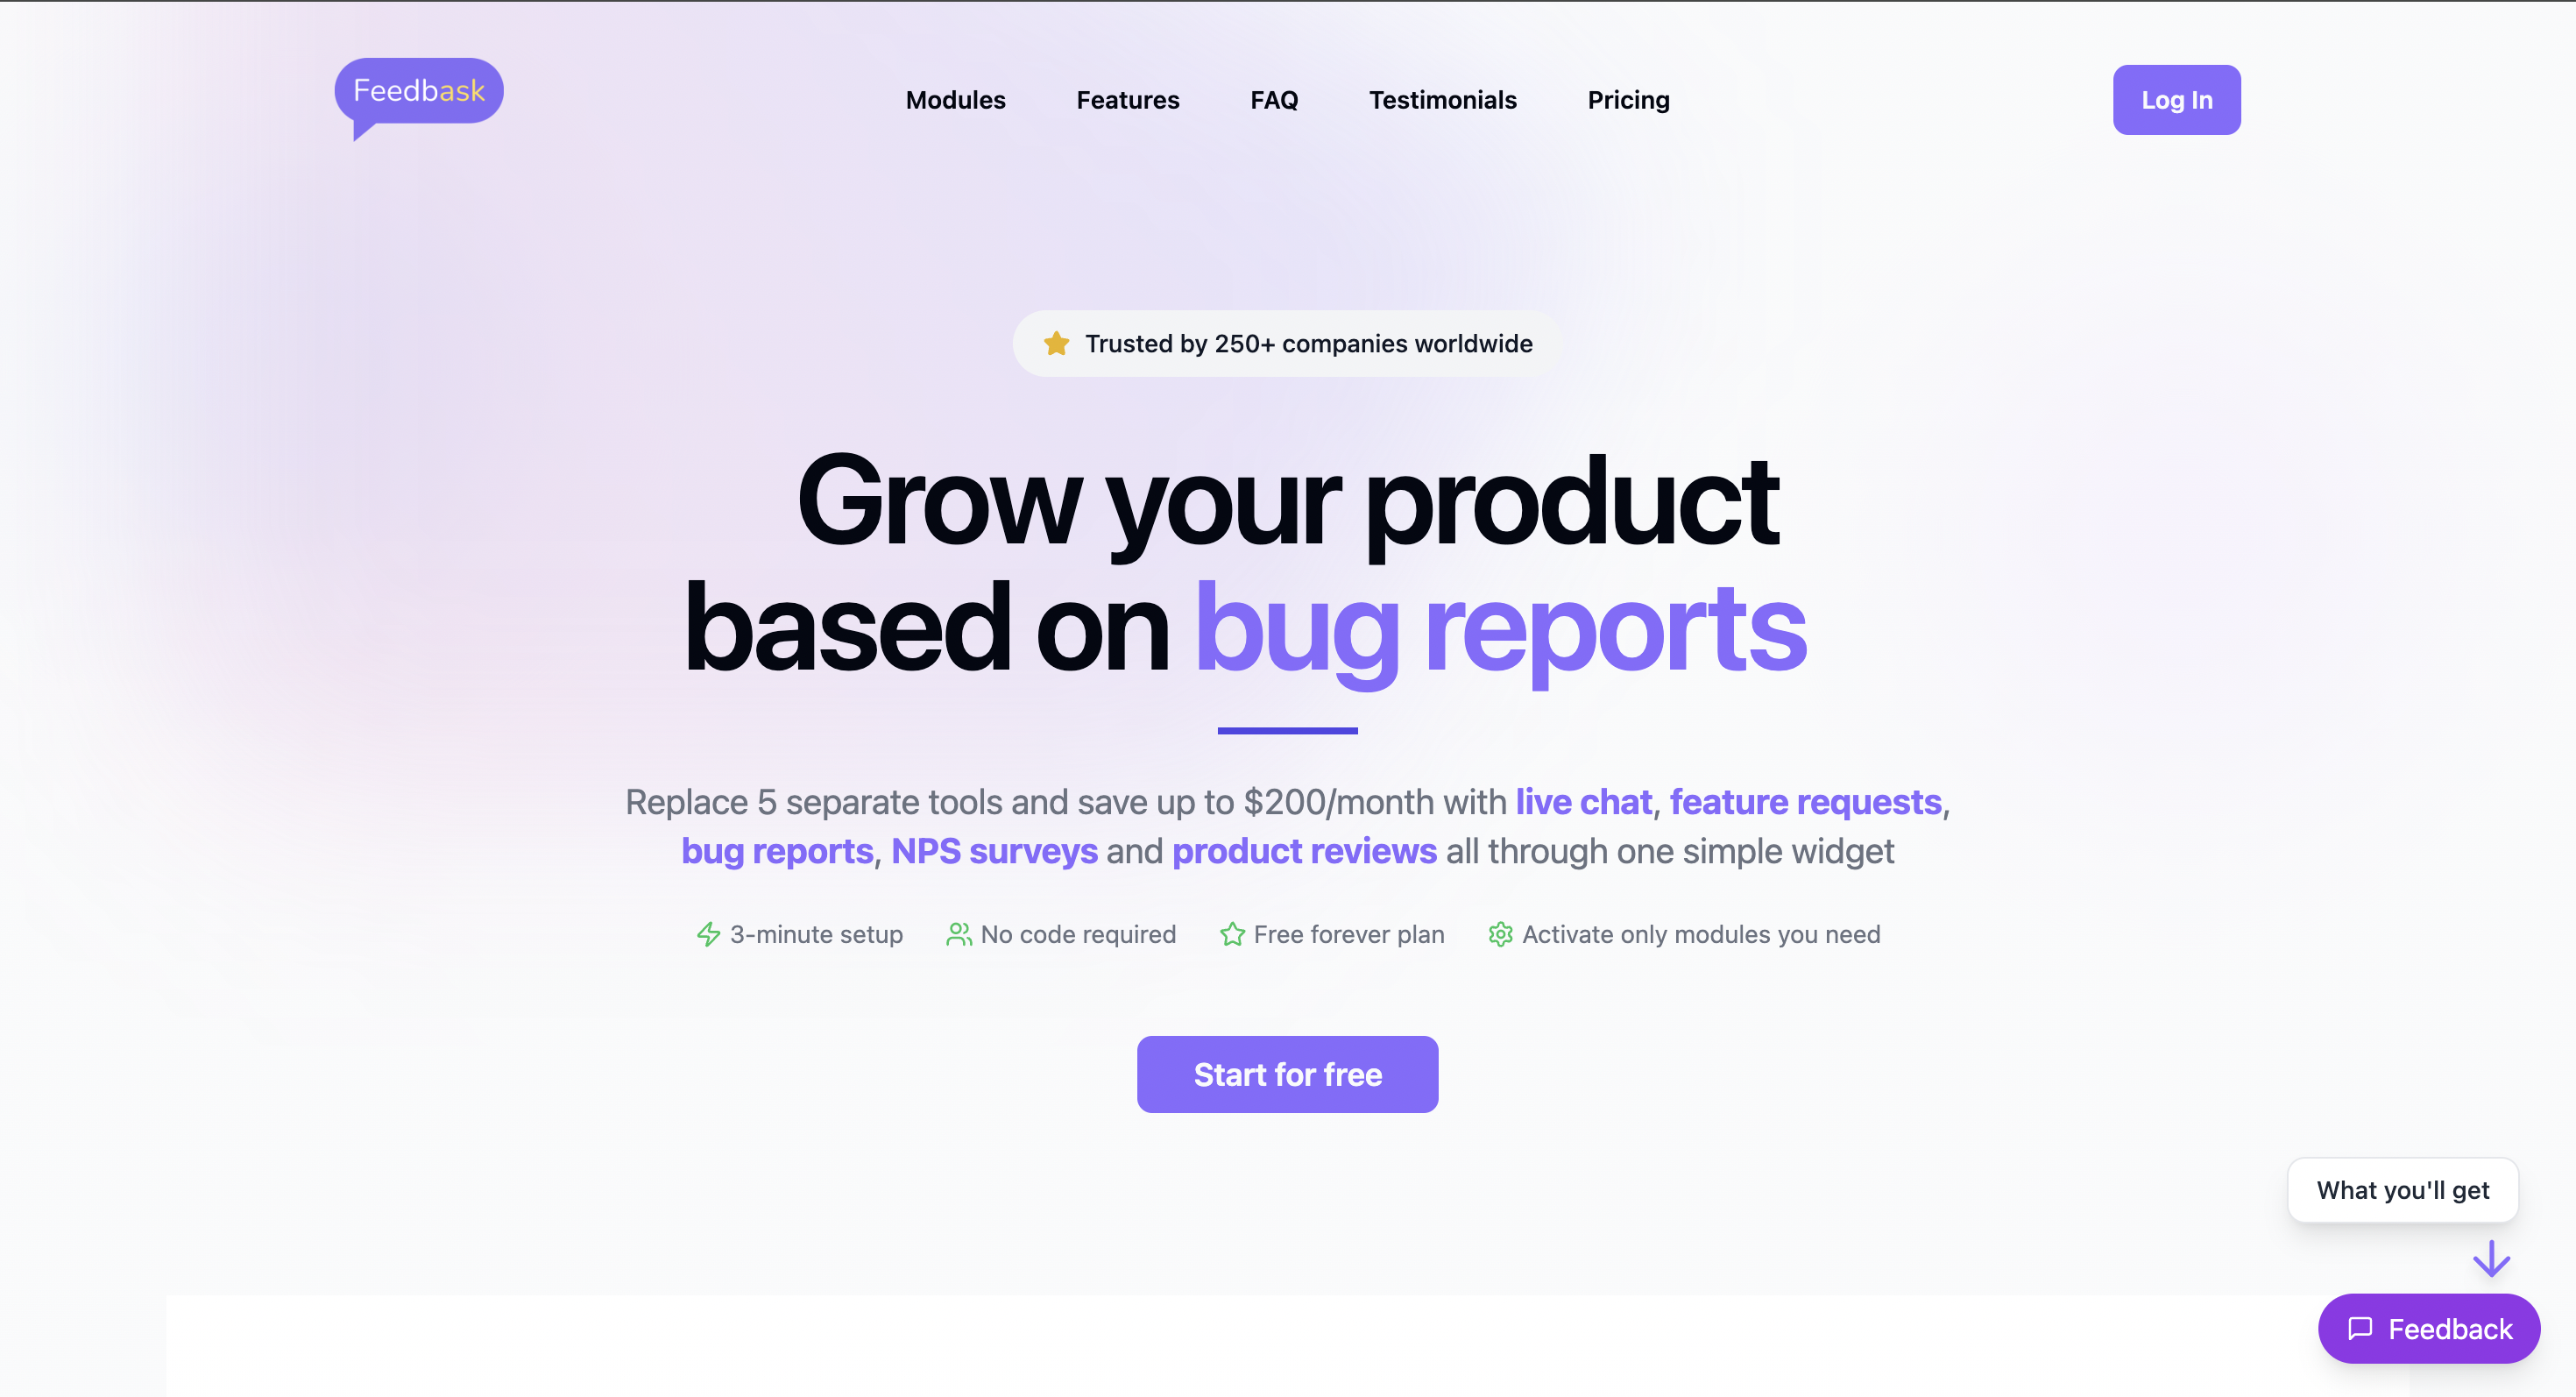 Feedbask
Modules
Features
FAQ
Testimonials
Pricing
Log In
Trusted by 250+ companies worldwide
Grow your product
based on bug reports
Replace 5 separate tools and save up to $200/month with live chat, feature requests,
bug reports, NPS surveys and product reviews all through one simple widget
3-minute setup
No code required
Free forever plan
Activate only modules you need
Start for free
What you'll get
Feedback